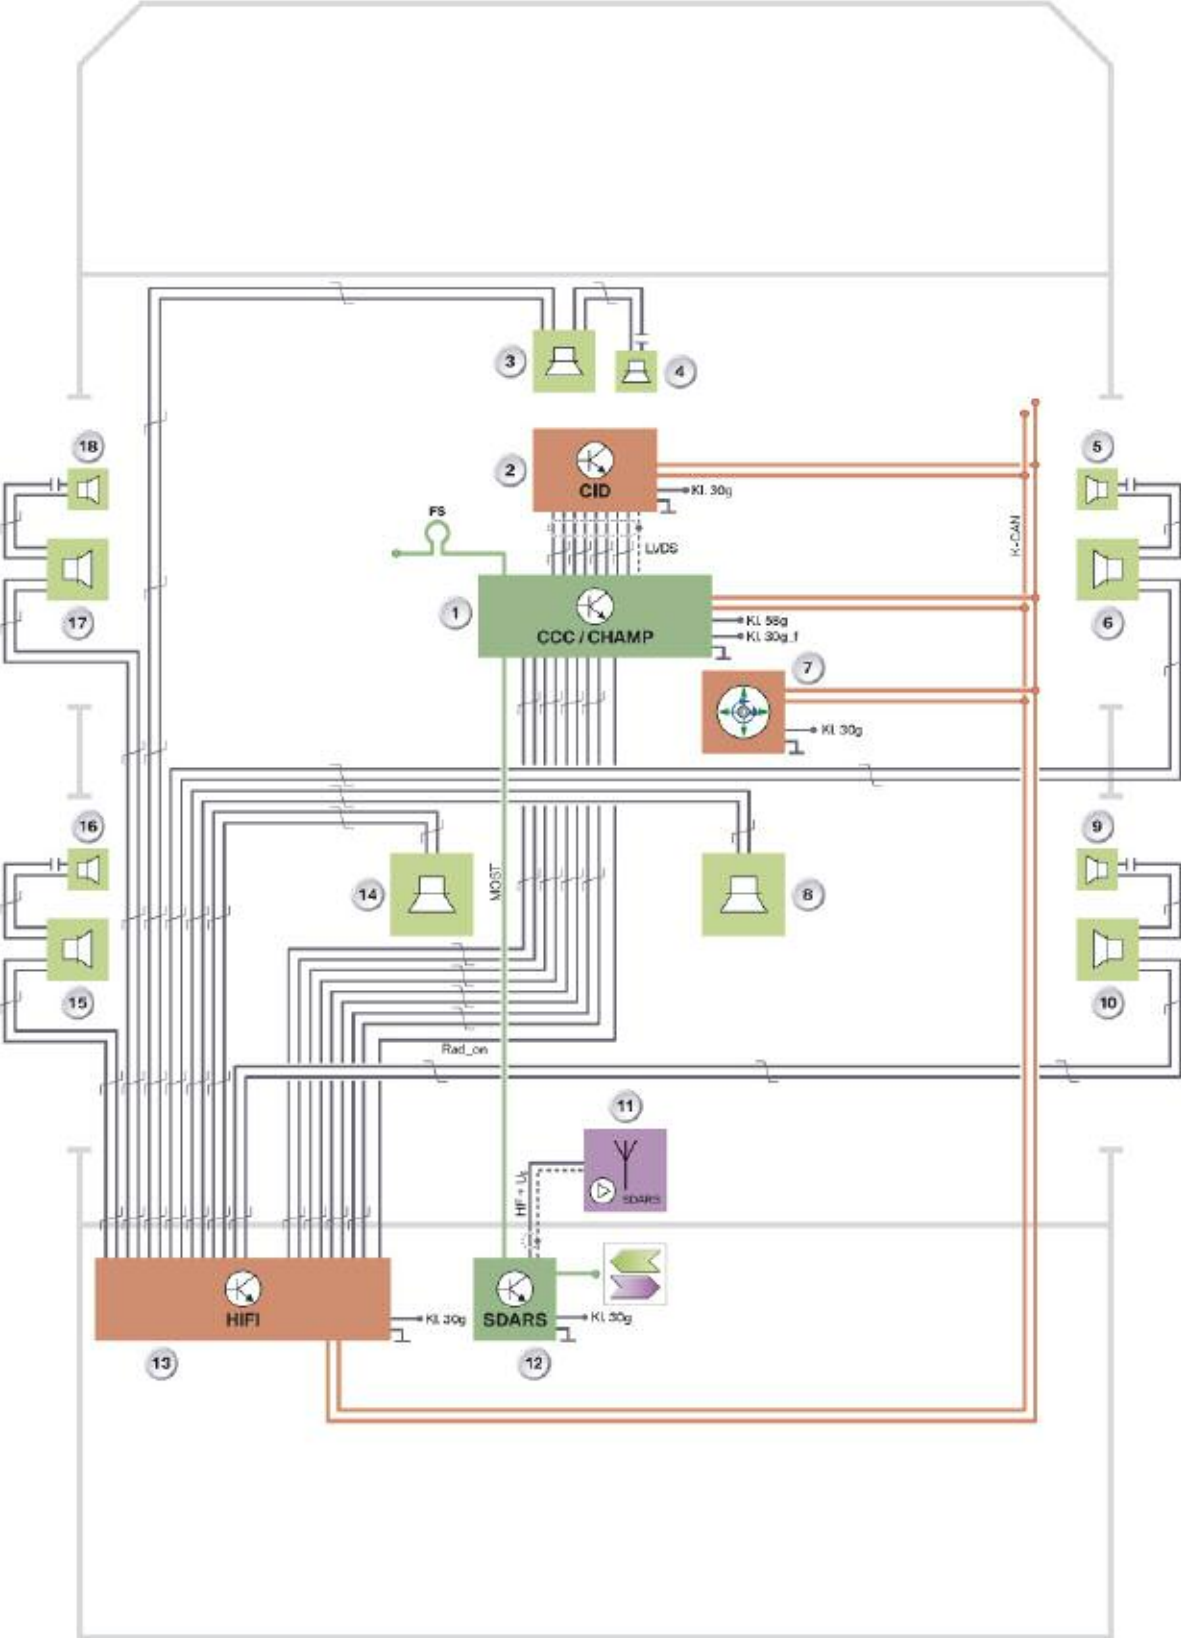 3
4
18
5
2
CID
Kl. 30g
FS
K-CAN
LVDS
1
CCC / CHAMP
Kl. 58g
Kl. 30g_f
17
6
7
Kl. 30g
16
9
14
MOST
8
15
10
Rad_on
11
SDARS
HIFI
Kl. 30g
SDARS
Kl. 30g
13
12